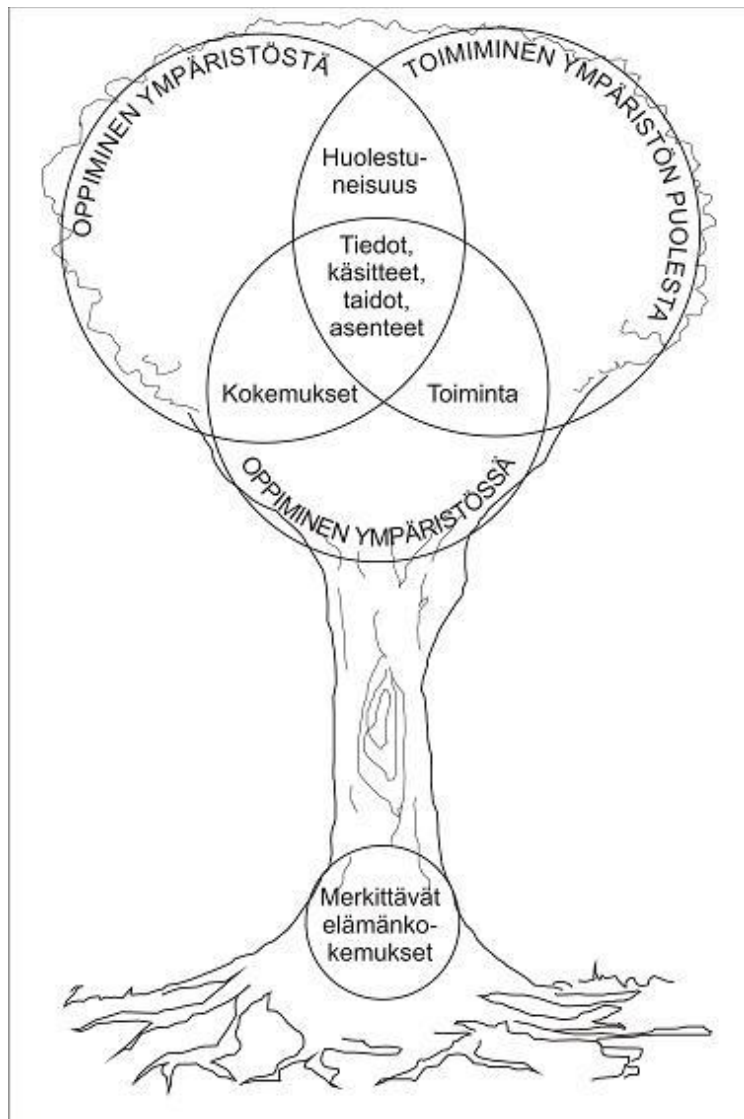 OPPIMINEN YMPÄRISTÖSTÄ
TOIMIMINEN YMPÄRISTÖN PUOLESTA
Huolestu-
neisuus
Tiedot,
käsitteet,
taidot,
asenteet
Kokemukset
Toiminta
OPPIMINEN YMPÄRISTÖSSÄ
Merkittävät
elämänko-
kemukset